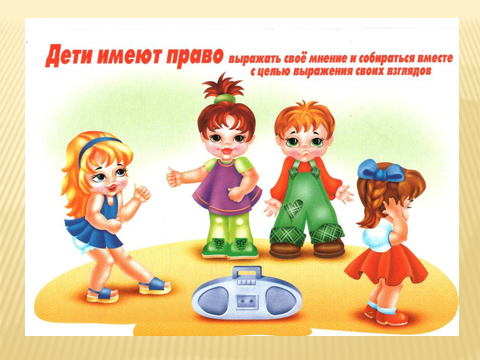 Дети имеют право выражать своё мнение и собираться вместе
с целью выражения своих взглядов